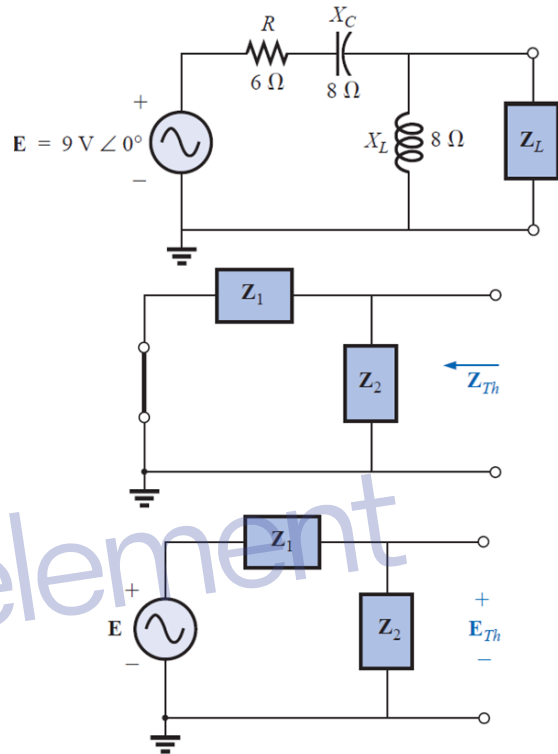 R
X_C
6 Ω
8 Ω
+
E = 9 V ∠ 0°
−
X_L
8 Ω
Z_L
Z_1
Z_2
Z_Th
element
Z_1
+
E
−
Z_2
+
E_Th
−